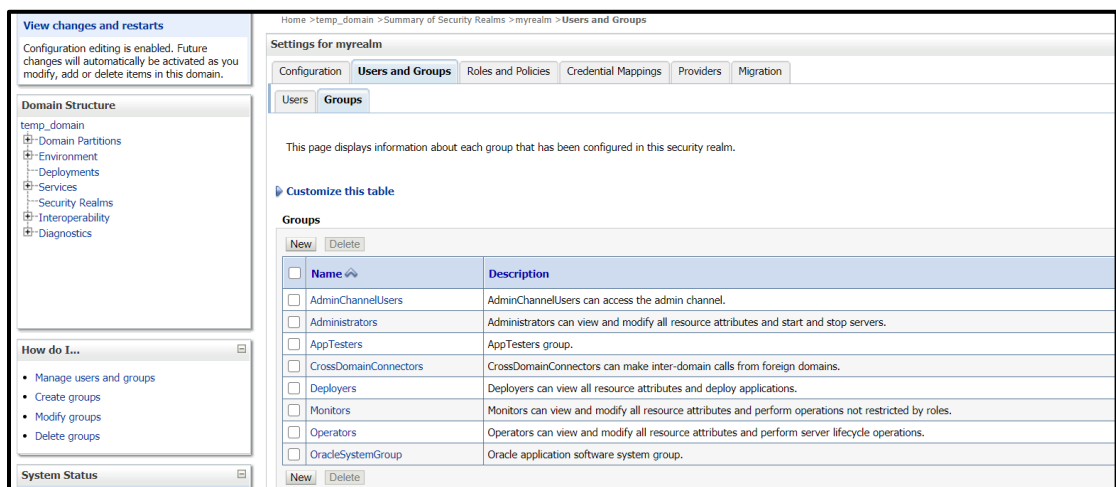 View changes and restarts
Configuration editing is enabled. Future
changes will automatically be activated as you
modify, add or delete items in this domain.
Domain Structure
temp_domain
Domain Partitions
Environment
Deployments
Services
Security Realms
Interoperability
Diagnostics
How do I...
Manage users and groups
Create groups
Modify groups
Delete groups
System Status
Home >temp_domain >Summary of Security Realms >myrealm >Users and Groups
Settings for myrealm
Configuration Users and Groups Roles and Policies Credential Mappings Providers Migration
Users Groups
This page displays information about each group that has been configured in this security realm.
Customize this table
Groups
New Delete
Name Description
AdminChannelUsers AdminChannelUsers can access the admin channel.
Administrators Administrators can view and modify all resource attributes and start and stop servers.
AppTesters AppTesters group.
CrossDomainConnectors CrossDomainConnectors can make inter-domain calls from foreign domains.
Deployers Deployers can view all resource attributes and deploy applications.
Monitors Monitors can view and modify all resource attributes and perform operations not restricted by roles.
Operators Operators can view and modify all resource attributes and perform server lifecycle operations.
OracleSystemGroup Oracle application software system group.
New Delete